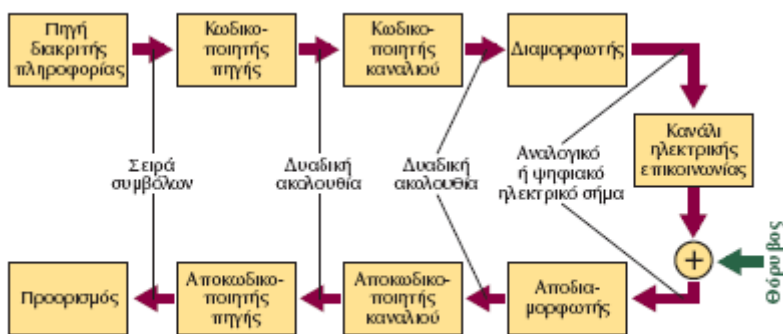 Πηγή
διακριτής
πληροφορίας
Κωδικο-
ποιητής
πηγής
Κωδικο-
ποιητής
καναλιού
Διαμορφωτής
Κανάλι
ηλεκτρικής
επικοινωνίας
Σειρά
συμβόλων
Δυαδική
ακολουθία
Δυαδική
ακολουθία
Αναλογικό
ή ψηφιακό
ηλεκτρικό σήμα
+
Θόρυβος
Προορισμός
Αποκωδικο-
ποιητής
πηγής
Αποκωδικο-
ποιητής
καναλιού
Αποδια-
μορφωτής